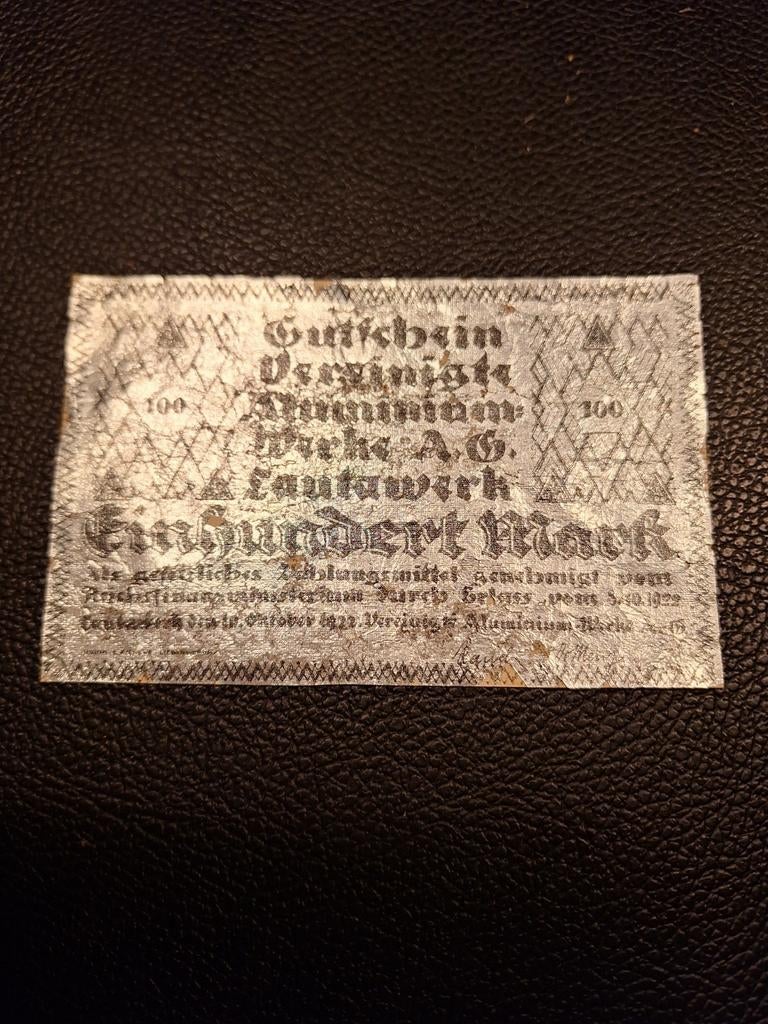 Gutschein
Vereinigte
Aluminium-
Werke A.G.
Lautawerk
100
100
Einhundert Mark
Als gesetzliches Zahlungsmittel genehmigt vom
Reichsfinanzministerium durch Erlass vom 5.10.1922
Lautawerk den 10. Oktober 1922. Vereinigte Aluminium-Werke A.G.